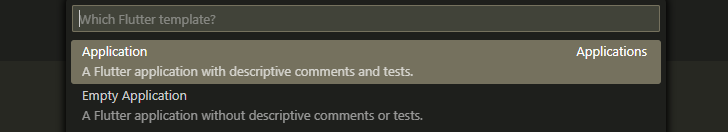 Which Flutter template?
Application Applications
A Flutter application with descriptive comments and tests.
Empty Application
A Flutter application without descriptive comments or tests.